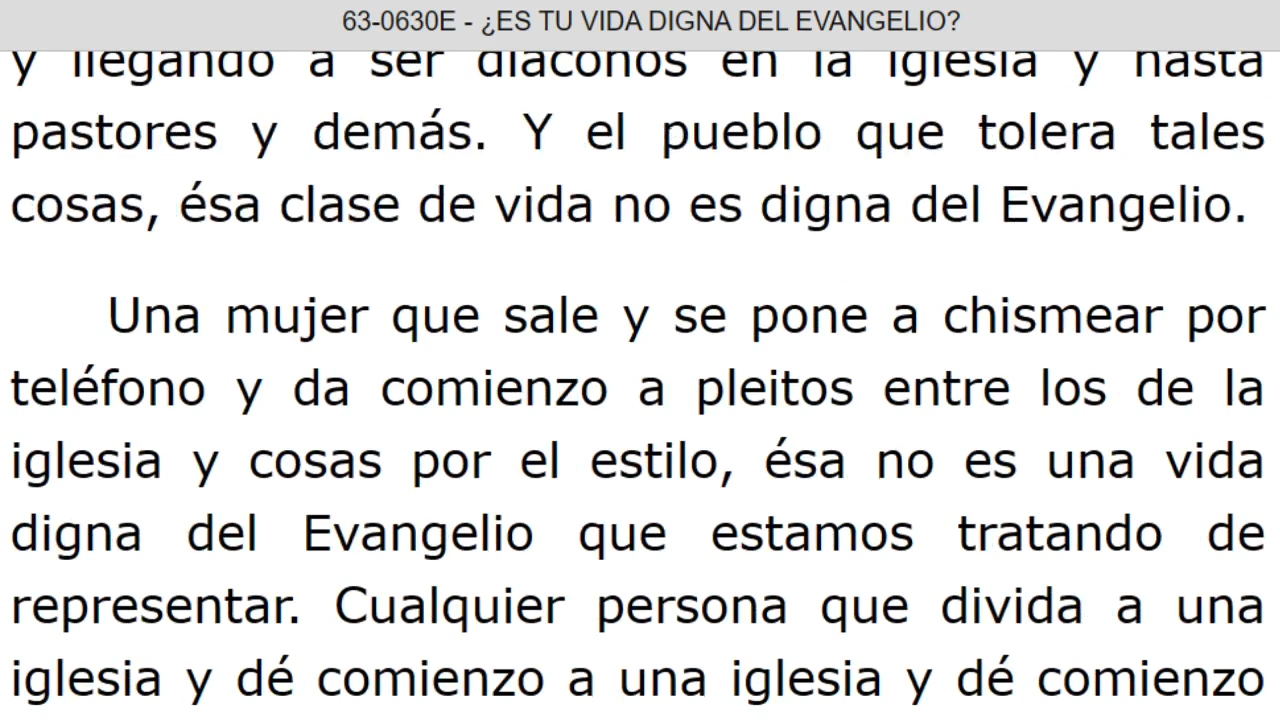 63-0630E - ¿ES TU VIDA DIGNA DEL EVANGELIO?
y llegando a ser diáconos en la iglesia y hasta
pastores y demás. Y el pueblo que tolera tales
cosas, ésa clase de vida no es digna del Evangelio.
Una mujer que sale y se pone a chismear por
teléfono y da comienzo a pleitos entre los de la
iglesia y cosas por el estilo, ésa no es una vida
digna del Evangelio que estamos tratando de
representar. Cualquier persona que divida a una
iglesia y dé comienzo a una iglesia y dé comienzo